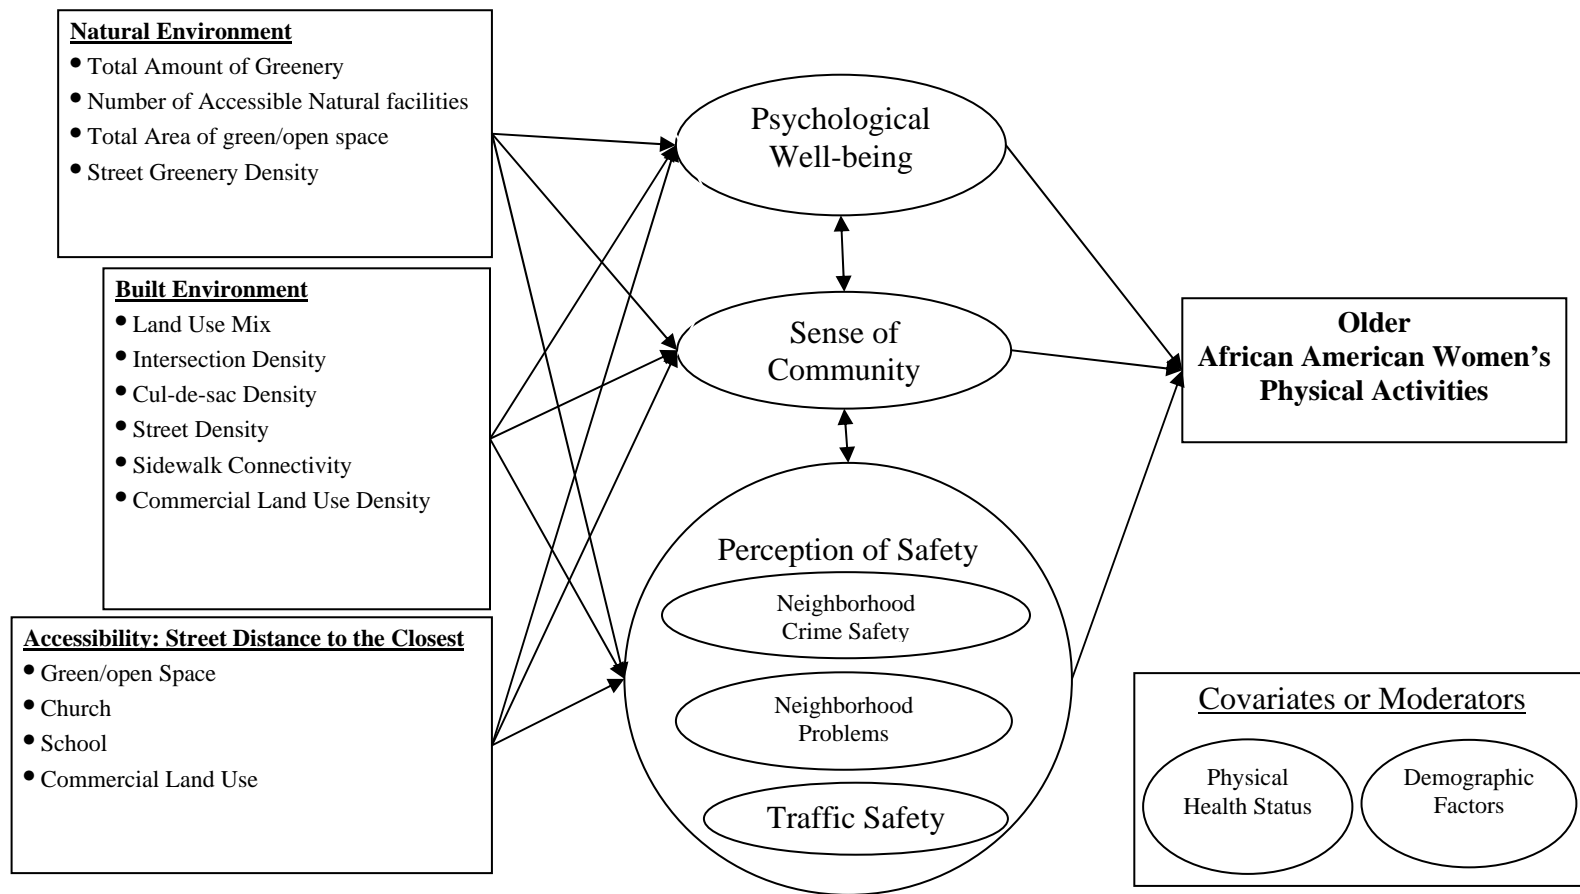 Natural Environment
• Total Amount of Greenery
• Number of Accessible Natural facilities
• Total Area of green/open space
• Street Greenery Density
Built Environment
• Land Use Mix
• Intersection Density
• Cul-de-sac Density
• Street Density
• Sidewalk Connectivity
• Commercial Land Use Density
Accessibility: Street Distance to the Closest
• Green/open Space
• Church
• School
• Commercial Land Use
Psychological
Well-being
Sense of
Community
Perception of Safety
Neighborhood
Crime Safety
Neighborhood
Problems
Traffic Safety
Older
African American Women’s
Physical Activities
Covariates or Moderators
Physical
Health Status
Demographic
Factors